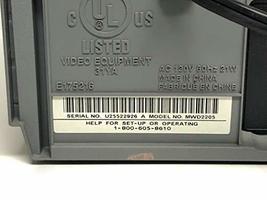 C UL US
LISTED
VIDEO EQUIPMENT
31YA
E175216
AC 120V 60Hz 21W
MADE IN CHINA
FABRIQUE EN CHINE
SERIAL NO. U25522926 A MODEL NO. MWD2205
HELP FOR SET-UP OR OPERATING
1-800-605-8610